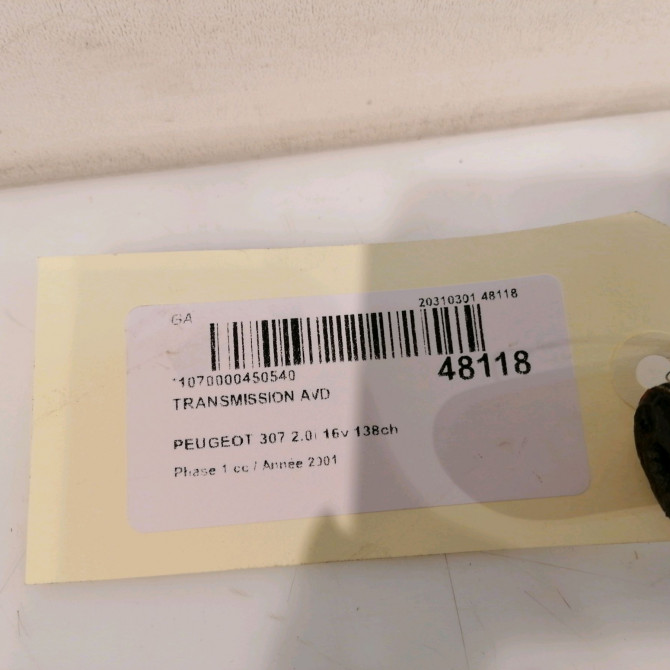 GA
20310301 48118
11070000450540
48118
TRANSMISSION AVD
PEUGEOT 307 2.0i 16v 138ch
Phase 1 cc / Année 2001